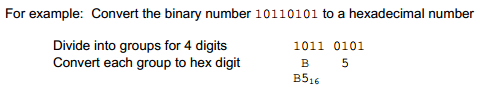 For example: Convert the binary number 10110101 to a hexadecimal number
Divide into groups for 4 digits 1011 0101
Convert each group to hex digit B 5
B5₁₆